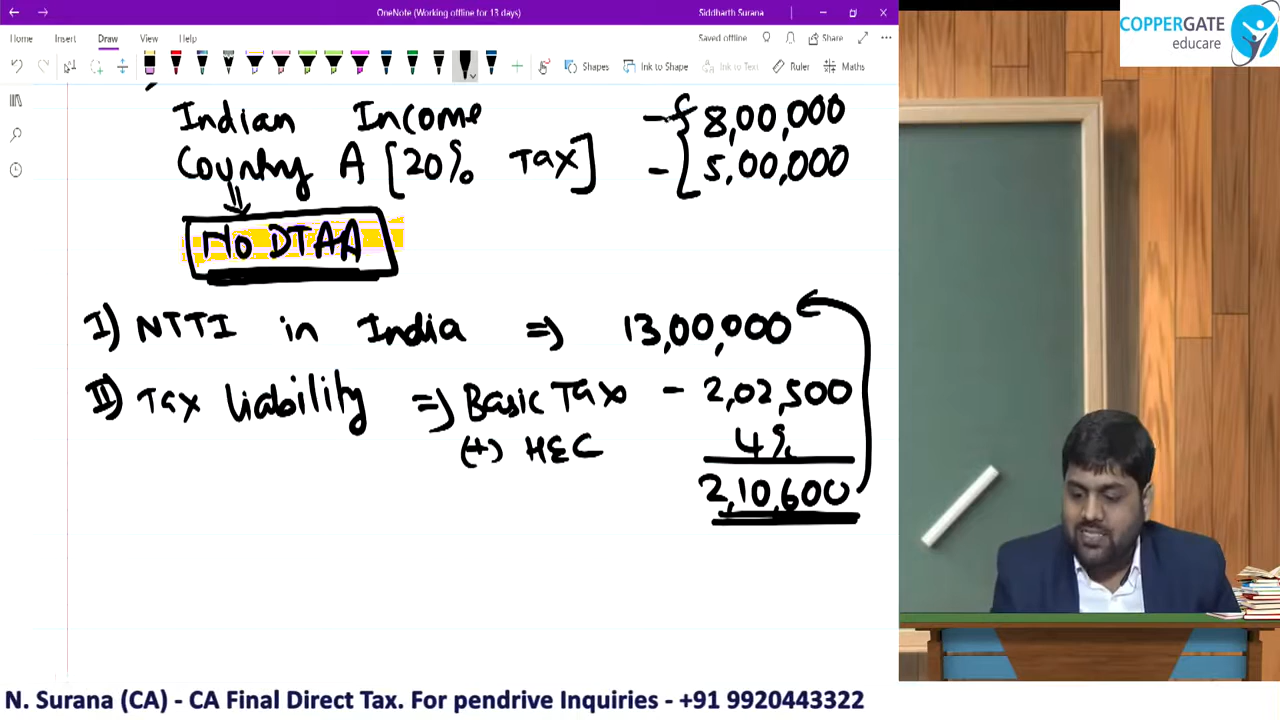 OneNote (Working offline for 13 days)
Siddharth Surana
COPPERGATE
educare
Home Insert Draw View Help
Saved offline Share
Shapes Ink to Shape Ink to Text Ruler Maths
Indian Income - 8,00,000
Country A [20% Tax] - 5,00,000
No DTAA
I) NTTI in India => 13,00,000
II) Tax liability => Basic Tax - 2,02,500
(+) HEC 4%
2,10,600
N. Surana (CA) - CA Final Direct Tax. For pendrive Inquiries - +91 9920443322